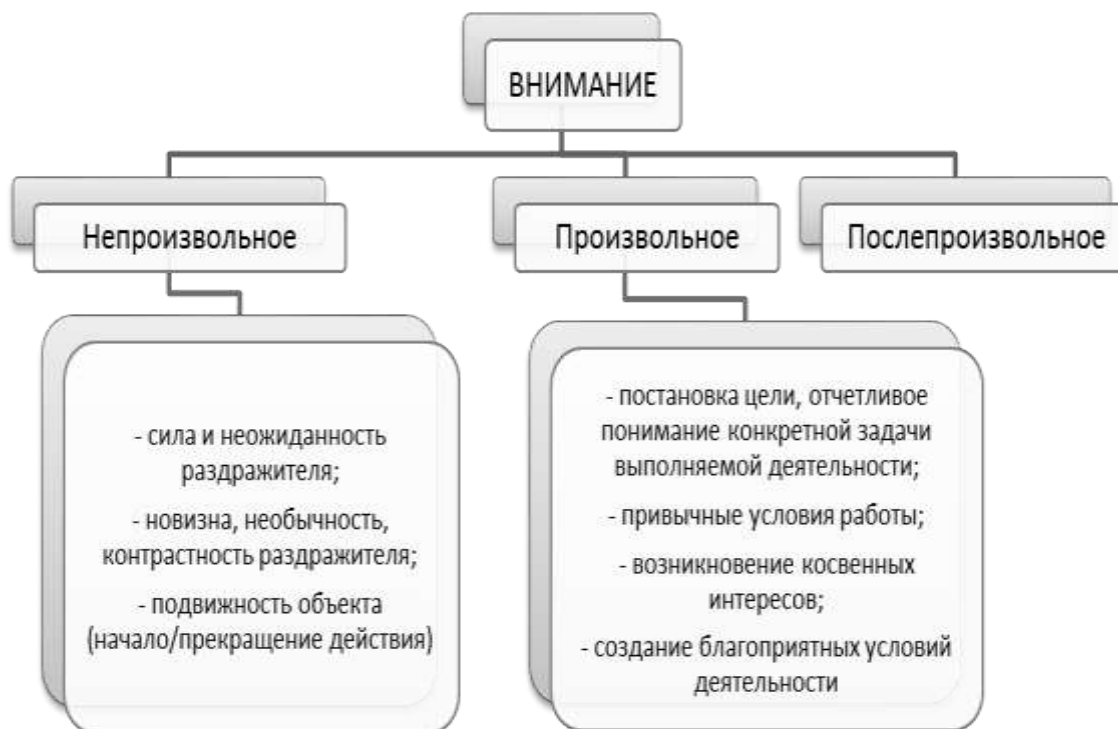 ВНИМАНИЕ
Непроизвольное
Произвольное
Послепроизвольное
- сила и неожиданность
раздражителя;
- новизна, необычность,
контрастность раздражителя;
- подвижность объекта
(начало/прекращение действия)
- постановка цели, отчетливое
понимание конкретной задачи
выполняемой деятельности;
- привычные условия работы;
- возникновение косвенных
интересов;
- создание благоприятных условий
деятельности